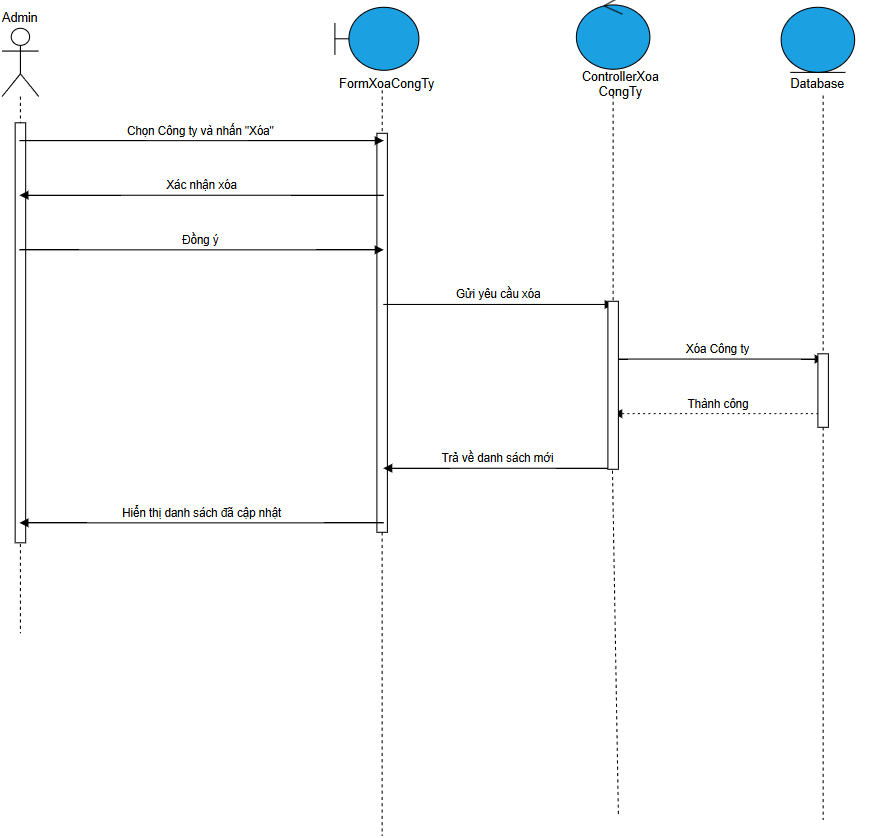 Admin
FormXoaCongTy
ControllerXoa
CongTy
Database
Chọn Công ty và nhấn "Xóa"
Xác nhận xóa
Đồng ý
Gửi yêu cầu xóa
Xóa Công ty
Thành công
Trả về danh sách mới
Hiển thị danh sách đã cập nhật